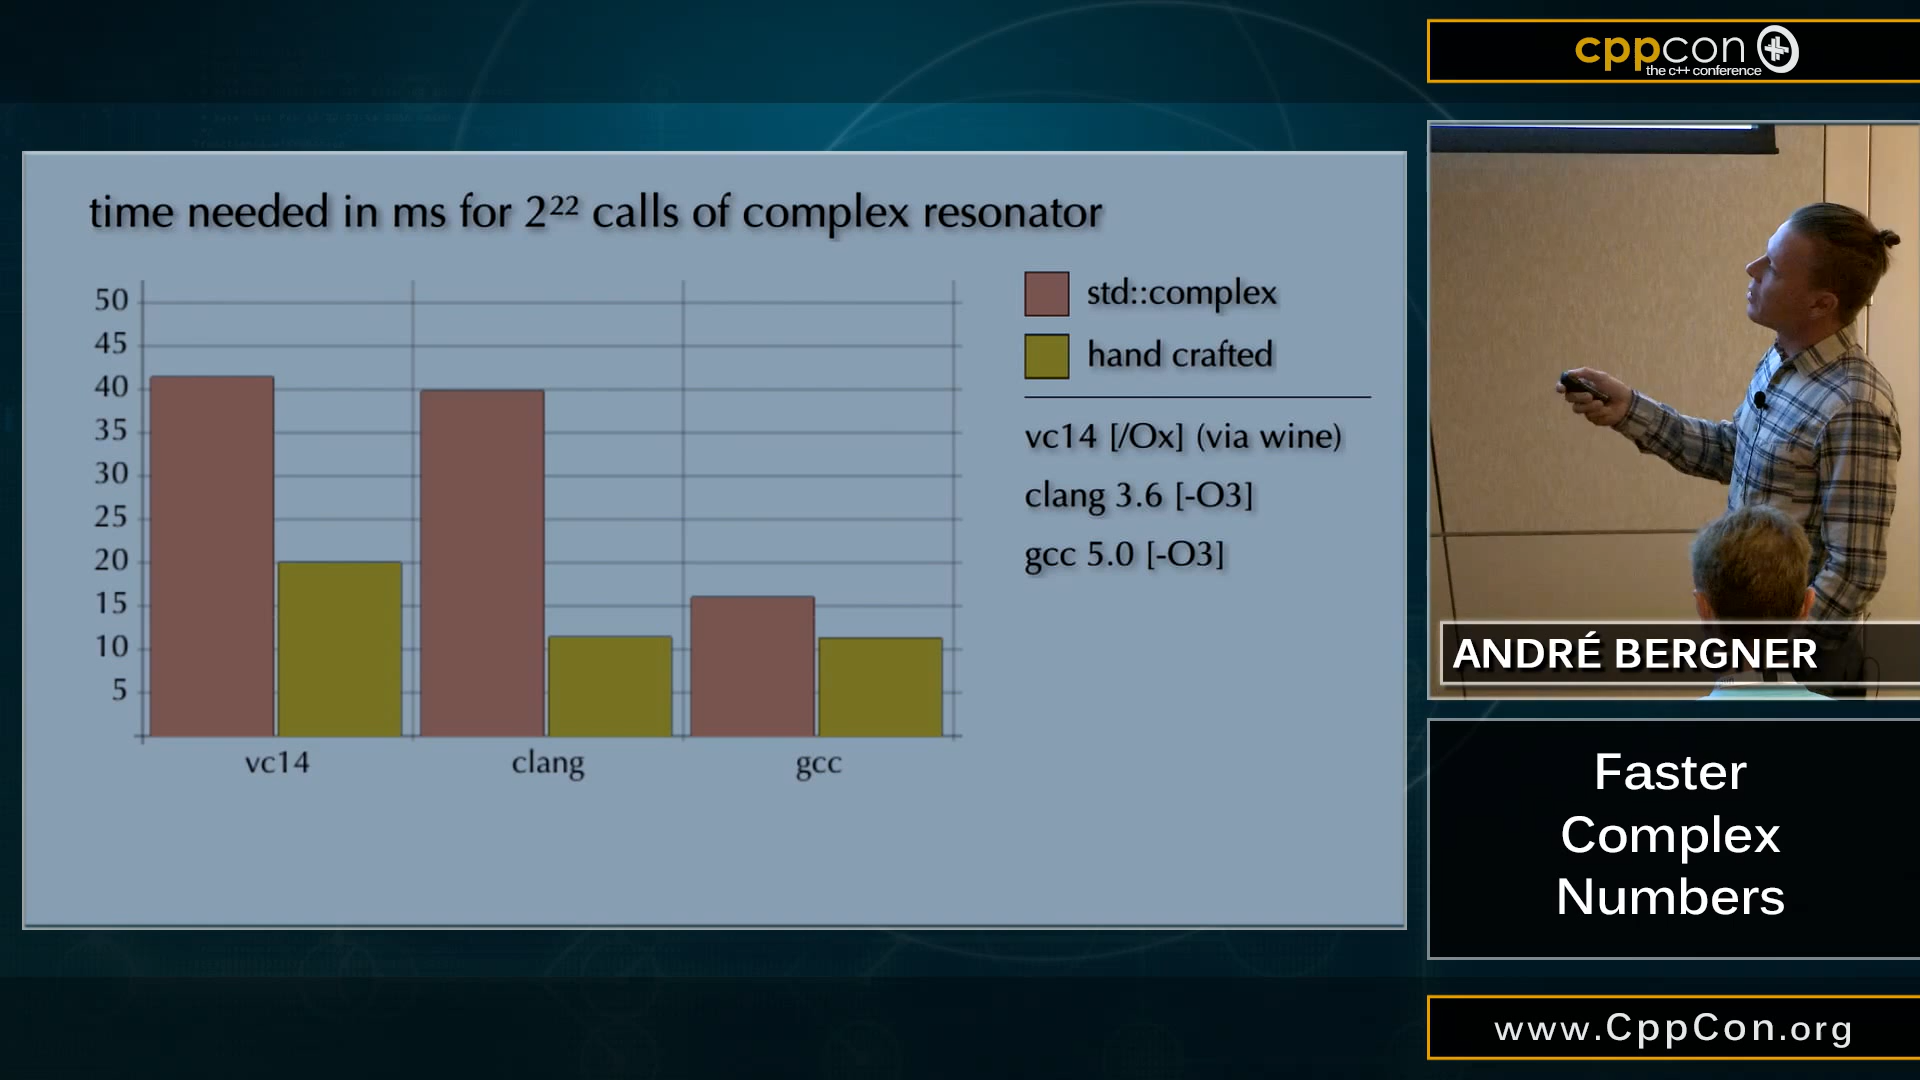 cppcon
the c++ conference
time needed in ms for 2²² calls of complex resonator
50
45
40
35
30
25
20
15
10
5
vc14
clang
gcc
std::complex
hand crafted
vc14 [/Ox] (via wine)
clang 3.6 [-O3]
gcc 5.0 [-O3]
ANDRÉ BERGNER
Faster
Complex
Numbers
www.CppCon.org